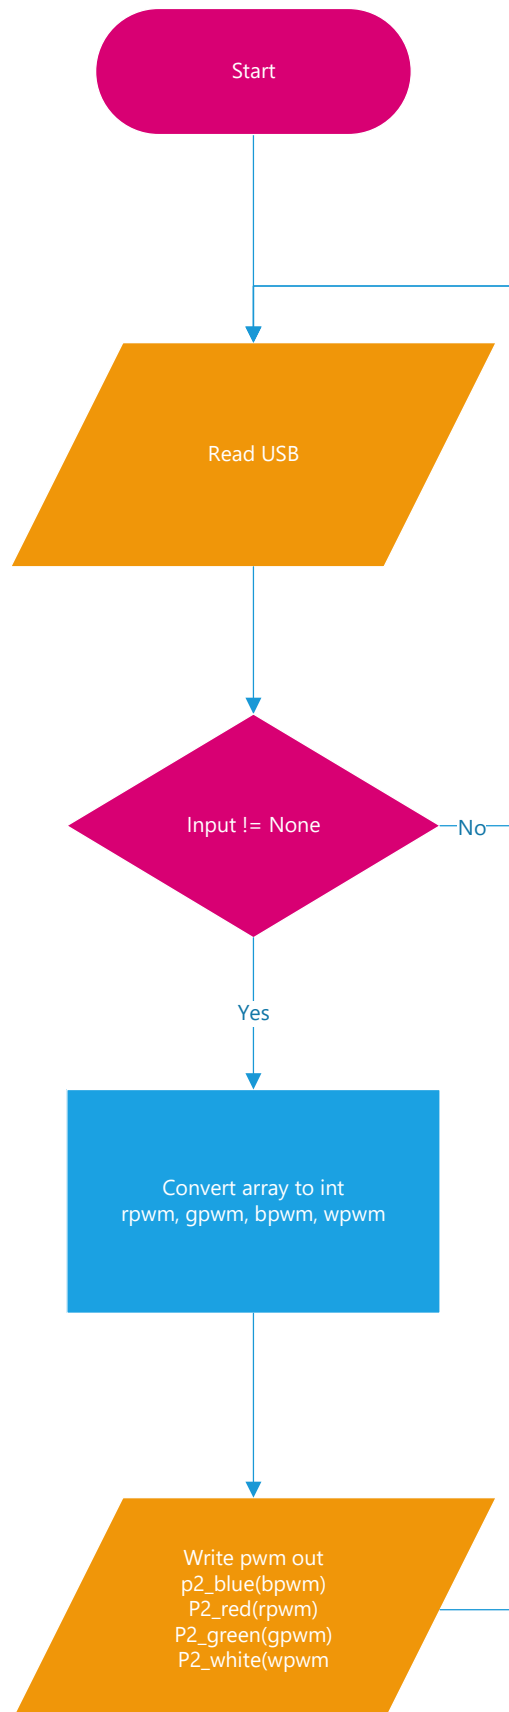 Start
Read USB
Input != None
No
Yes
Convert array to int
rpwm, gpwm, bpwm, wpwm
Write pwm out
p2_blue(bpwm)
P2_red(rpwm)
P2_green(gpwm)
P2_white(wpwm